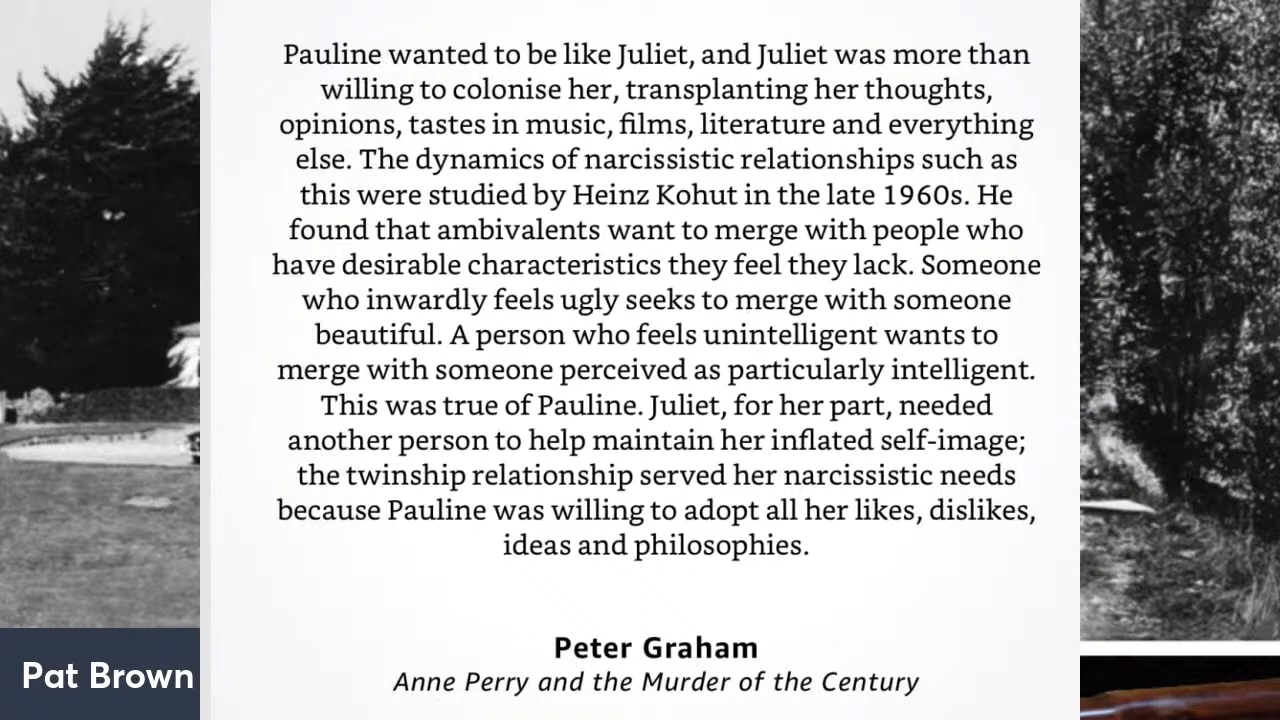 Pauline wanted to be like Juliet, and Juliet was more than
willing to colonise her, transplanting her thoughts,
opinions, tastes in music, films, literature and everything
else. The dynamics of narcissistic relationships such as
this were studied by Heinz Kohut in the late 1960s. He
found that ambivalents want to merge with people who
have desirable characteristics they feel they lack. Someone
who inwardly feels ugly seeks to merge with someone
beautiful. A person who feels unintelligent wants to
merge with someone perceived as particularly intelligent.
This was true of Pauline. Juliet, for her part, needed
another person to help maintain her inflated self-image;
the twinship relationship served her narcissistic needs
because Pauline was willing to adopt all her likes, dislikes,
ideas and philosophies.
Peter Graham
Anne Perry and the Murder of the Century
Pat Brown